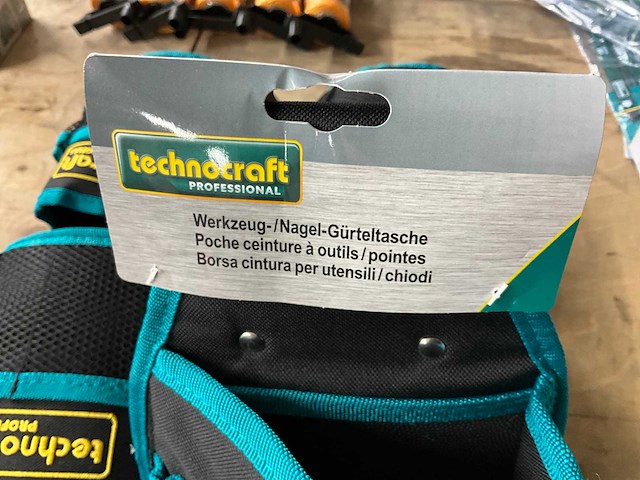 technocraft
PROFESSIONAL
Werkzeug-/Nagel-Gürteltasche
Poche ceinture à outils/pointes
Borsa cintura per utensili/chiodi